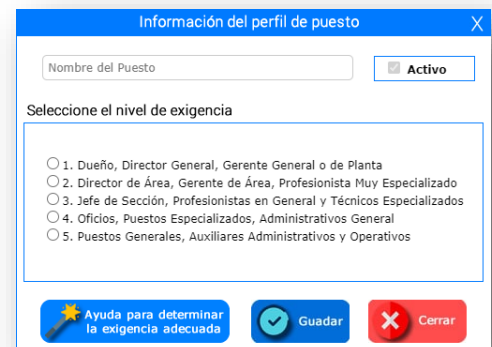 Información del perfil de puesto X
Nombre del Puesto
Activo
Seleccione el nivel de exigencia
1. Dueño, Director General, Gerente General o de Planta
2. Director de Área, Gerente de Área, Profesionista Muy Especializado
3. Jefe de Sección, Profesionistas en General y Técnicos Especializados
4. Oficios, Puestos Especializados, Administrativos General
5. Puestos Generales, Auxiliares Administrativos y Operativos
Ayuda para determinar
la exigencia adecuada
Guadar
Cerrar